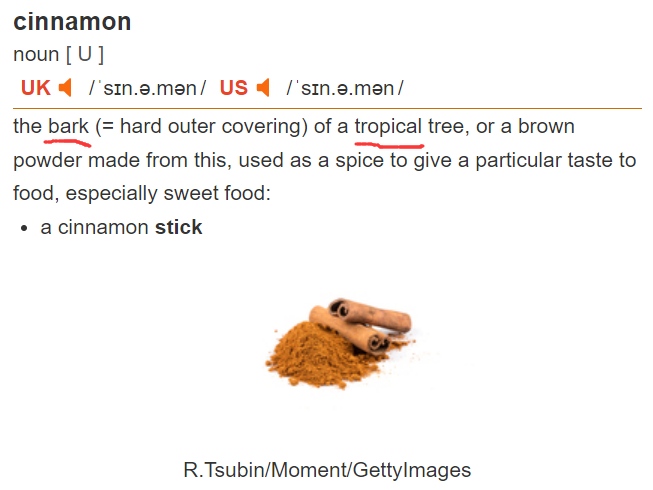 cinnamon
noun [ U ]
UK /ˈsɪn.ə.mən/ US /ˈsɪn.ə.mən/
the bark (= hard outer covering) of a tropical tree, or a brown
powder made from this, used as a spice to give a particular taste to
food, especially sweet food:
• a cinnamon stick
R.Tsubin/Moment/GettyImages